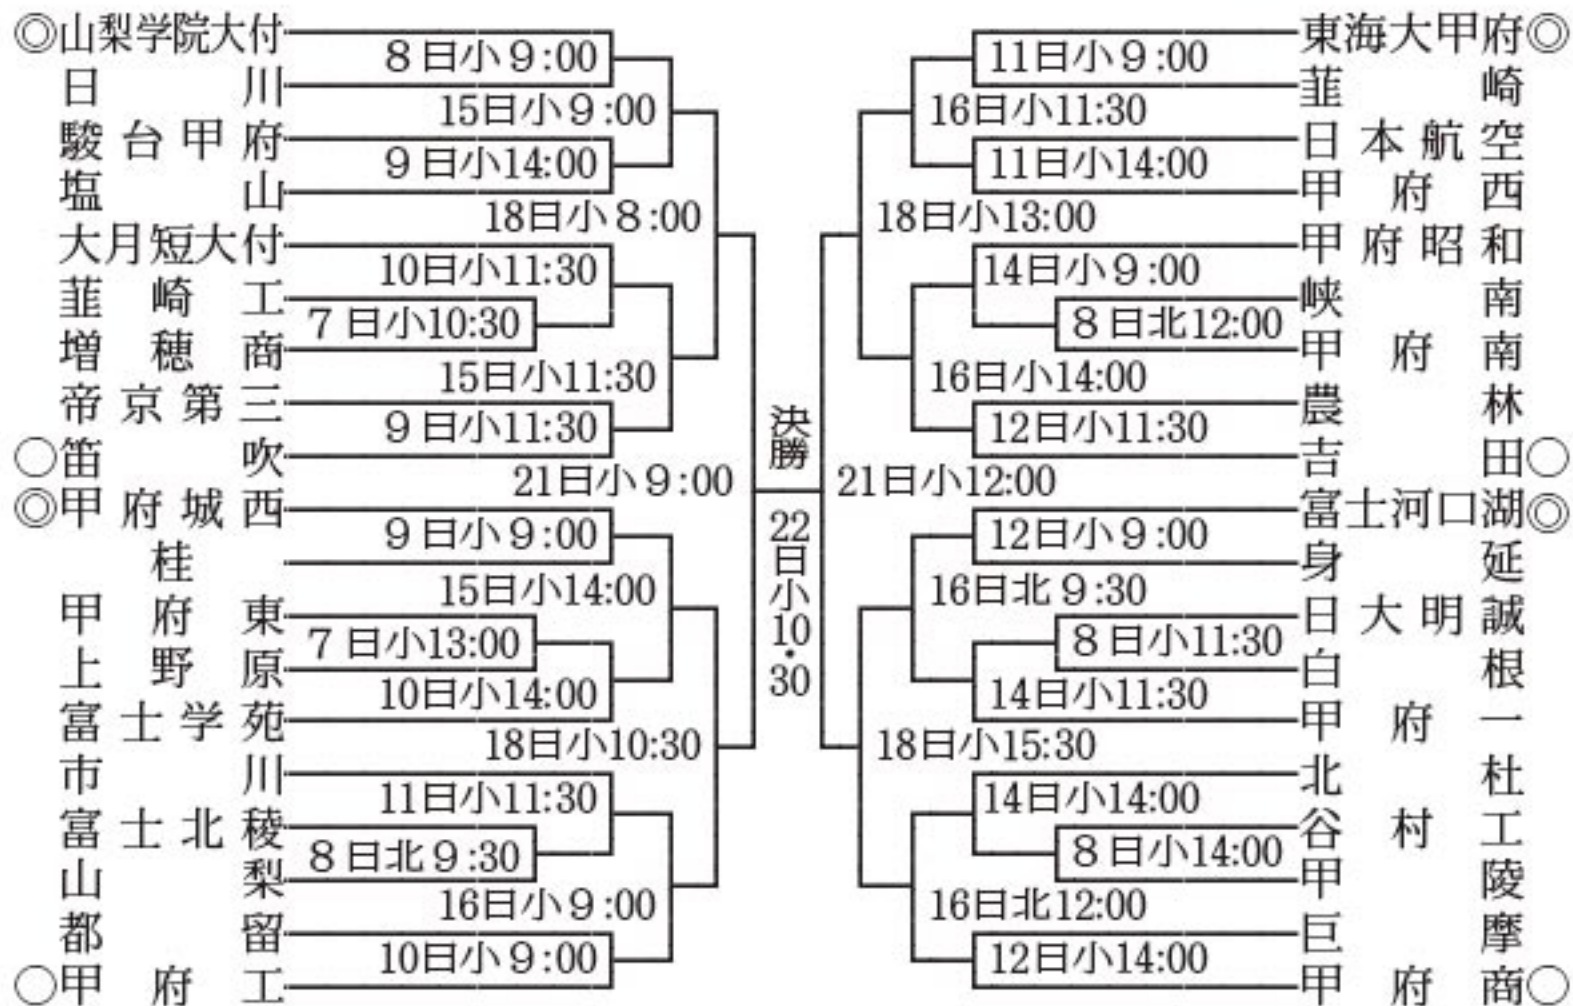 ◎山梨学院大付
8日小9:00
日川
15日小9:00
駿台甲府
9日小14:00
塩山
18日小8:00
大月短大付
10日小11:30
韮崎工
7日小10:30
増穂商
15日小11:30
帝京第三
9日小11:30
○笛吹
21日小9:00
◎甲府城西
9日小9:00
桂
15日小14:00
甲府東
7日小13:00
上野原
10日小14:00
富士学苑
18日小10:30
市川
11日小11:30
富士北稜
8日北9:30
山梨
16日小9:00
都留
10日小9:00
○甲府工
決勝
22日小10・30
東海大甲府◎
11日小9:00
韮崎
16日小11:30
日本航空
11日小14:00
甲府西
18日小13:00
甲府昭和
14日小9:00
峡南
8日北12:00
甲府南
16日小14:00
農林
12日小11:30
吉田○
21日小12:00
富士河口湖◎
12日小9:00
身延
16日北9:30
日大明誠
8日小11:30
白根
14日小11:30
甲府一
18日小15:30
北杜
14日小14:00
谷村工
8日小14:00
甲陵
16日北12:00
巨摩
12日小14:00
甲府商○